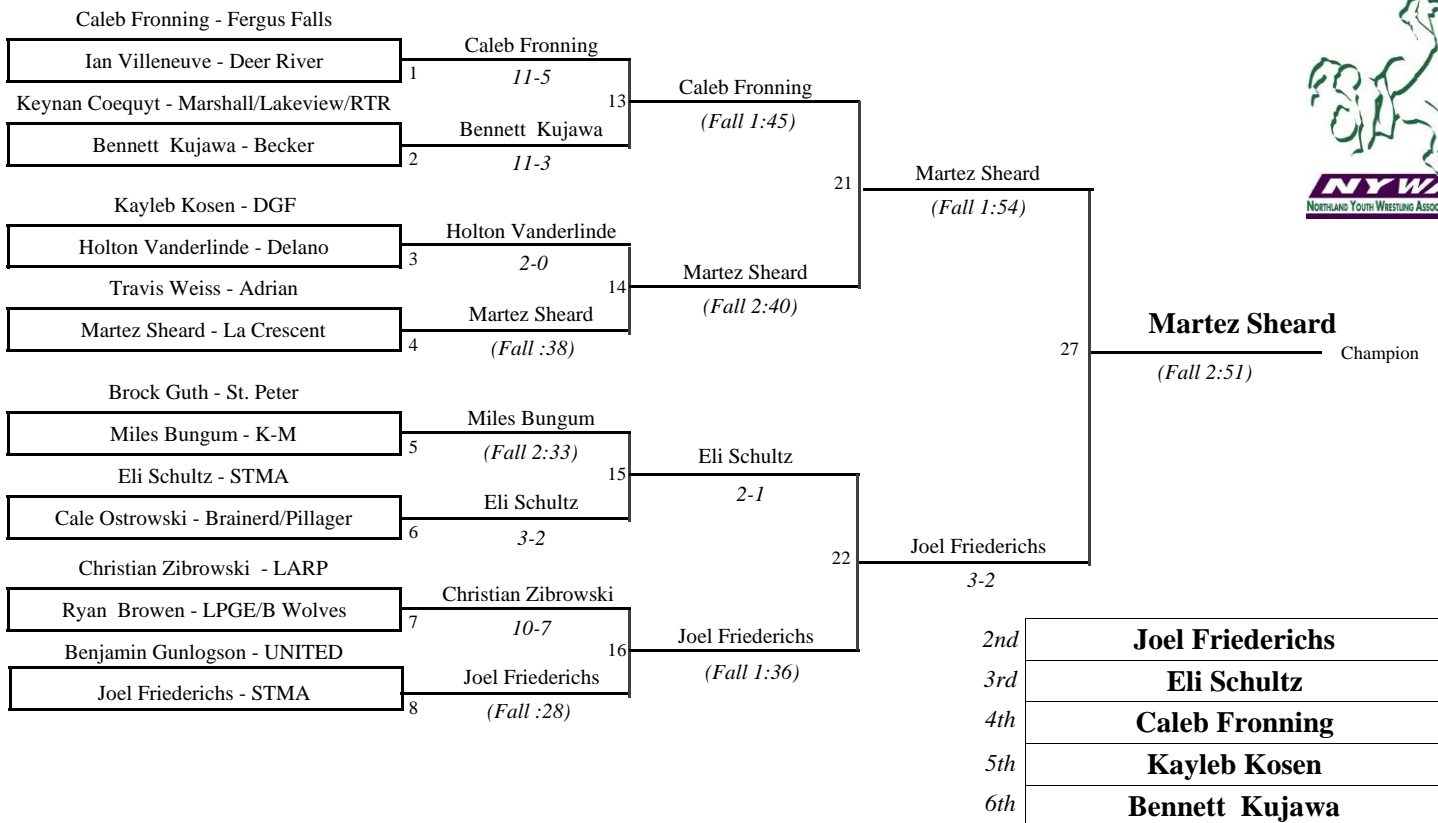 Caleb Fronning - Fergus Falls
Ian Villeneuve - Deer River
1
Caleb Fronning
11-5
Keynan Coequyt - Marshall/Lakeview/RTR
Bennett Kujawa - Becker
2
Bennett Kujawa
11-3
13
Caleb Fronning
(Fall 1:45)
Kayleb Kosen - DGF
Holton Vanderlinde - Delano
3
Holton Vanderlinde
2-0
Travis Weiss - Adrian
Martez Sheard - La Crescent
4
Martez Sheard
(Fall :38)
14
Martez Sheard
(Fall 2:40)
21
Martez Sheard
(Fall 1:54)
Brock Guth - St. Peter
Miles Bungum - K-M
5
Miles Bungum
(Fall 2:33)
Eli Schultz - STMA
Cale Ostrowski - Brainerd/Pillager
6
Eli Schultz
3-2
15
Eli Schultz
2-1
Christian Zibrowski - LARP
Ryan Browen - LPGE/B Wolves
7
Christian Zibrowski
10-7
Benjamin Gunlogson - UNITED
Joel Friederichs - STMA
8
Joel Friederichs
(Fall :28)
16
Joel Friederichs
(Fall 1:36)
22
Joel Friederichs
3-2
27
Martez Sheard
(Fall 2:51)
Champion
NYWA
NORTHLAND YOUTH WRESTLING
2nd Joel Friederichs
3rd Eli Schultz
4th Caleb Fronning
5th Kayleb Kosen
6th Bennett Kujawa